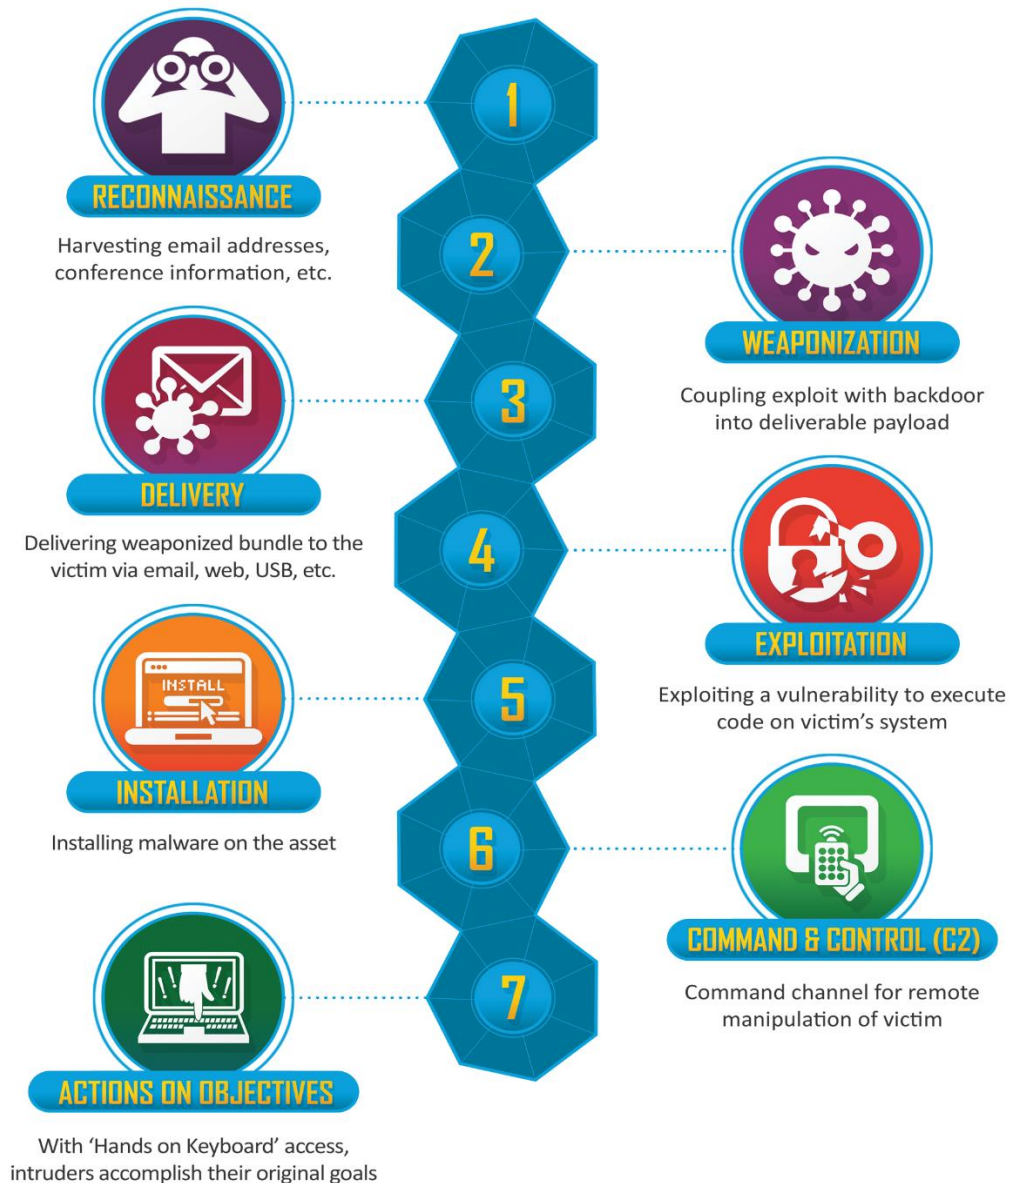 1
RECONNAISSANCE
Harvesting email addresses,
conference information, etc.
2
WEAPONIZATION
Coupling exploit with backdoor
into deliverable payload
3
DELIVERY
Delivering weaponized bundle to the
victim via email, web, USB, etc.
4
EXPLOITATION
Exploiting a vulnerability to execute
code on victim’s system
5
INSTALL
INSTALLATION
Installing malware on the asset
6
COMMAND & CONTROL (C2)
Command channel for remote
manipulation of victim
7
ACTIONS ON OBJECTIVES
With ‘Hands on Keyboard’ access,
intruders accomplish their original goals